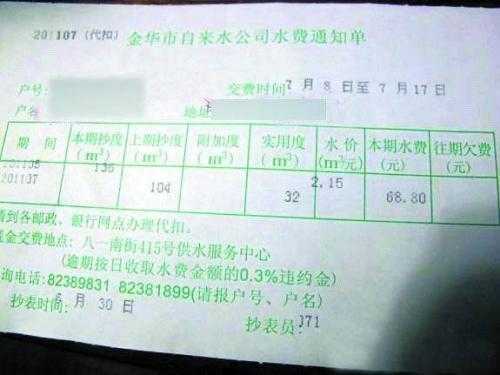 201107 (代扣) 金华市自来水公司水费通知单
户号: 交费时间7 月 8 日至 7 月 17 日
户名 地址
期 间 本期抄度 (m³) 上期抄度 (m³) 附加度 (m³) 实用度 (m³) 水 价 (m³元) 本期水费 (元) 往期欠费 (元)
201106 136
201107 104 32 2.15 68.80
请到各邮政、银行网点办理代扣。
现金交费地点: 八一南街415号供水服务中心
(逾期按日收取水费金额的0.3%违约金)
询电话: 82389831 82381899(请报户号、户名)
抄表时间: 6 月 30 日
抄表员: 071